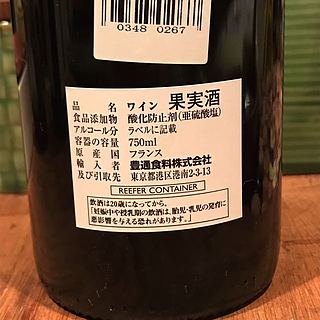 0348 0267
品 名 ワイン 果実酒
食品添加物 酸化防止剤(亜硫酸塩)
アルコール分 ラベルに記載
容器の容量 750ml
原産国 フランス
輸入者 豊通食料株式会社
及び引取先 東京都港区港南2-3-13
REEFER CONTAINER
飲酒は20歳になってから。
「妊娠中や授乳期の飲酒は、胎児・乳児の発育に
悪影響を与える恐れがあります。」